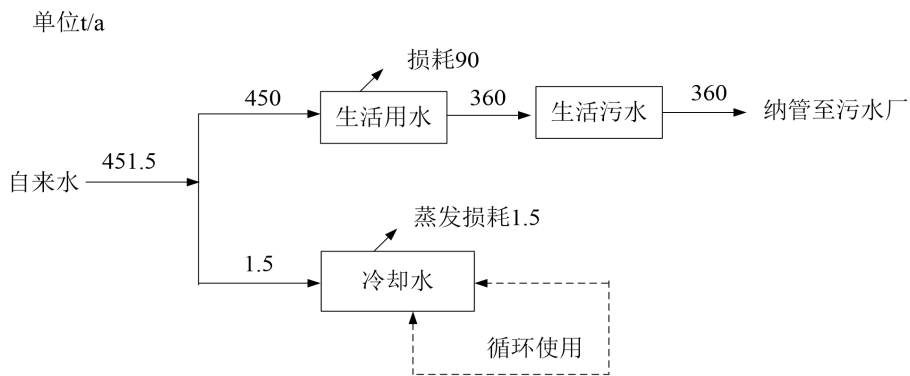 单位t/a
损耗90
450
生活用水
360
生活污水
360
纳管至污水厂
451.5
自来水
蒸发损耗1.5
1.5
冷却水
循环使用